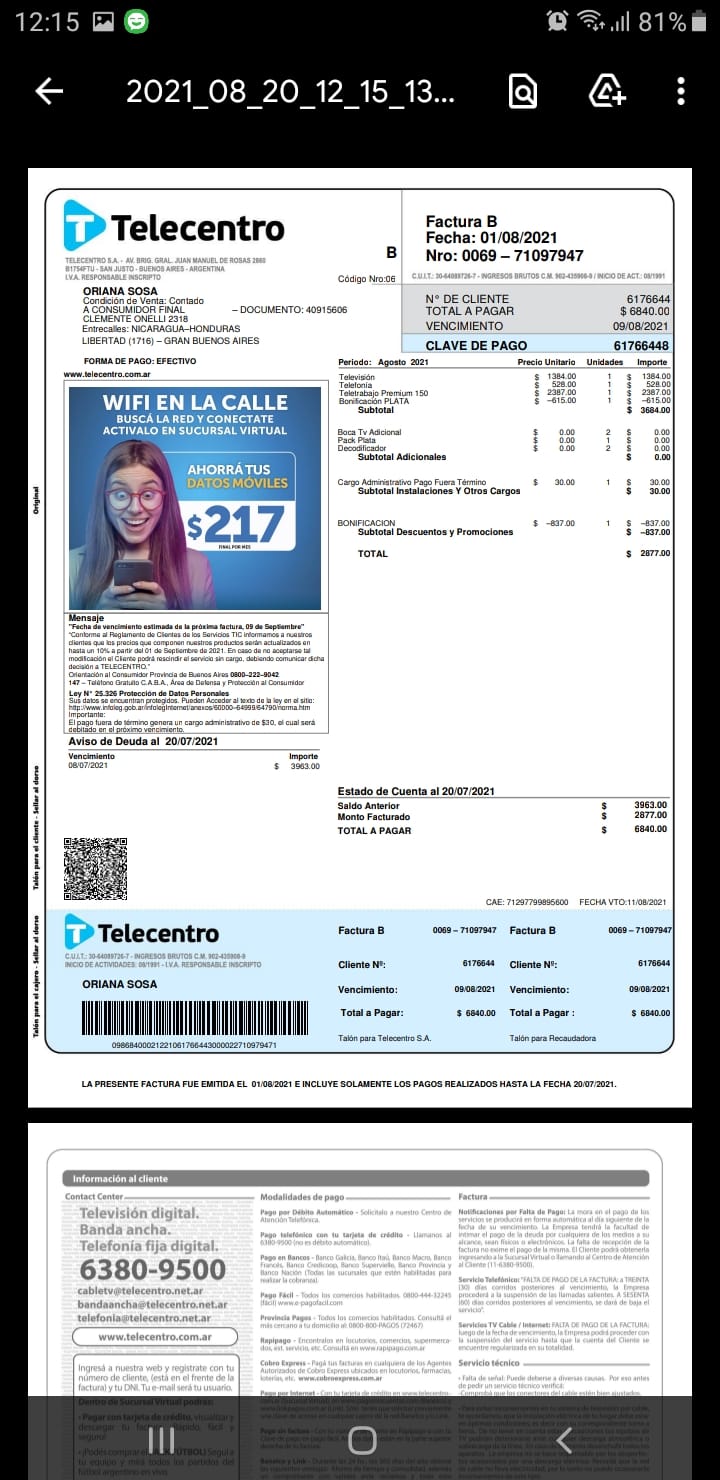 12:15
81%
2021_08_20_12_15_13...
Telecentro
TELECENTRO S.A. - AV. BRIG. GRAL. JUAN MANUEL DE ROSAS 2860
B1754FTU - SAN JUSTO - BUENOS AIRES - ARGENTINA
I.V.A. RESPONSABLE INSCRIPTO
B
Código Nro:06
Factura B
Fecha: 01/08/2021
Nro: 0069 – 71097947
C.U.I.T.: 30-64089726-7 - INGRESOS BRUTOS C.M. 902-435908-9 / INICIO DE ACT.: 08/1991
ORIANA SOSA
Condición de Venta: Contado
A CONSUMIDOR FINAL – DOCUMENTO: 40915606
CLEMENTE ONELLI 2318
Entrecalles: NICARAGUA–HONDURAS
LIBERTAD (1716) – GRAN BUENOS AIRES
N° DE CLIENTE 6176644
TOTAL A PAGAR $ 6840.00
VENCIMIENTO 09/08/2021
CLAVE DE PAGO 61766448
FORMA DE PAGO: EFECTIVO
www.telecentro.com.ar
WIFI EN LA CALLE
BUSCÁ LA RED Y CONECTATE
ACTIVALO EN SUCURSAL VIRTUAL
AHORRÁ TUS
DATOS MÓVILES
$217
FINAL POR MES
Periodo: Agosto 2021 Precio Unitario Unidades Importe
Televisión $ 1384.00 1 $ 1384.00
Telefonía $ 528.00 1 $ 528.00
Teletrabajo Premium 150 $ 2387.00 1 $ 2387.00
Bonificación PLATA $ –615.00 1 $ –615.00
Subtotal $ 3684.00
Boca Tv Adicional $ 0.00 2 $ 0.00
Pack Plata $ 0.00 1 $ 0.00
Decodificador $ 0.00 2 $ 0.00
Subtotal Adicionales $ 0.00
Cargo Administrativo Pago Fuera Término $ 30.00 1 $ 30.00
Subtotal Instalaciones Y Otros Cargos $ 30.00
BONIFICACION $ –837.00 1 $ –837.00
Subtotal Descuentos y Promociones $ –837.00
TOTAL $ 2877.00
Mensaje
"Fecha de vencimiento estimada de la próxima factura, 09 de Septiembre"
"Conforme al Reglamento de Clientes de los Servicios TIC informamos a nuestros
clientes que los precios que componen nuestros productos serán actualizados en
hasta un 10% a partir del 01 de Septiembre de 2021. En caso de no aceptarse tal
modificación el Cliente podrá rescindir el servicio sin cargo, debiendo comunicar dicha
decisión a TELECENTRO."
Orientación al Consumidor Provincia de Buenos Aires 0800–222–9042
147 – Teléfono Gratuito C.A.B.A., Área de Defensa y Protección al Consumidor
Ley N° 25.326 Protección de Datos Personales
Sus datos se encuentran protegidos. Pueden Acceder al texto de la ley en el sitio:
http://www.infoleg.gob.ar/infolegInternet/anexos/60000–64999/64790/norma.htm
Importante:
El pago fuera de término genera un cargo administrativo de $30, el cual será
debitado en el próximo vencimiento.
Aviso de Deuda al 20/07/2021
Vencimiento Importe
08/07/2021 $ 3963.00
Estado de Cuenta al 20/07/2021
Saldo Anterior $ 3963.00
Monto Facturado $ 2877.00
TOTAL A PAGAR $ 6840.00
CAE: 71297799895600 FECHA VTO:11/08/2021
Original
Talón para el cliente - Sellar al dorso
Talón para el cajero - Sellar al dorso
Telecentro
C.U.I.T.: 30-64089726-7 - INGRESOS BRUTOS C.M. 902-435908-9
INICIO DE ACTIVIDADES: 08/1991 - I.V.A. RESPONSABLE INSCRIPTO
ORIANA SOSA
0986840002122106176644300002271097947​1
Factura B 0069 – 71097947 Factura B 0069 – 71097947
Cliente Nº: 6176644 Cliente Nº: 6176644
Vencimiento: 09/08/2021 Vencimiento: 09/08/2021
Total a Pagar: $ 6840.00 Total a Pagar : $ 6840.00
Talón para Telecentro S.A. Talón para Recaudadora
LA PRESENTE FACTURA FUE EMITIDA EL 01/08/2021 E INCLUYE SOLAMENTE LOS PAGOS REALIZADOS HASTA LA FECHA 20/07/2021.
Información al cliente
Contact Center
Televisión digital.
Banda ancha.
Telefonía fija digital.
6380-9500
cabletv@telecentro.net.ar
bandaancha@telecentro.net.ar
telefonia@telecentro.net.ar
www.telecentro.com.ar
Ingresá a nuestra web y registrate con tu
número de cliente, (está en el frente de la
factura) y tu DNI. Tu e-mail será tu usuario.
Dentro de Sucursal Virtual podrás:
Modalidades de pago
Pago por Débito Automático - Solicitalo a nuestro Centro de
Atención Telefónica.
Pago telefónico con tu tarjeta de crédito - Llamanos al
6380-9500 (no es débito automático).
Pago en Bancos - Banco Galicia, Banco Itaú, Banco Macro, Banco
Francés, Banco Credicoop, Banco Supervielle, Banco Provincia y
Banco Nación (Todas las sucursales que estén habilitadas para
realizar la cobranza).
Pago Fácil - Todos los comercios habilitados. 0800-444-32245
(fácil) www.e-pagofacil.com
Provincia Pagos - Todos los comercios habilitados. Consultá el
más cercano a tu domicilio al: 0800-800-PAGOS (72467)
Rapipago - Encontralos en locutorios, comercios, supermerca-
dos, est. servicio, etc. Consultá en www.rapipago.com.ar
Cobro Express - Pagá tus facturas en cualquiera de los Agentes
Autorizados de Cobro Express ubicados en locutorios, farmacias,
loterías, etc. www.cobroexpress.com.ar
Factura
Notificaciones por Falta de Pago: La mora en el pago de los
servicios se producirá en forma automática al día siguiente de la
fecha de su vencimiento. La Empresa tendrá la facultad de
intimar el pago de la deuda por cualquiera de los medios a su
alcance, sean físicos o electrónicos. La falta de recepción de la
factura no exime el pago de la misma. El Cliente podrá obtenerla
ingresando a la Sucursal Virtual o llamando al Centro de Atención
al Cliente (11-6380-9500).
Servicio Telefónico: "FALTA DE PAGO DE LA FACTURA: A TREINTA
(30) días corridos posteriores al vencimiento, la Empresa
procederá a la suspensión de las llamadas salientes. A SESENTA
(60) días corridos posteriores al vencimiento, se dará de baja el
servicio".
Servicios TV Cable / Internet: FALTA DE PAGO DE LA FACTURA:
luego de fecha de vencimiento, la Empresa podrá proceder con
la suspensión del servicio hasta que la cuenta del Cliente se
encuentre regularizada en su totalidad.
Servicio técnico
- Falta de señal: Puede deberse a diversas causas. Por eso antes
de pedir un servicio técnico verificá: